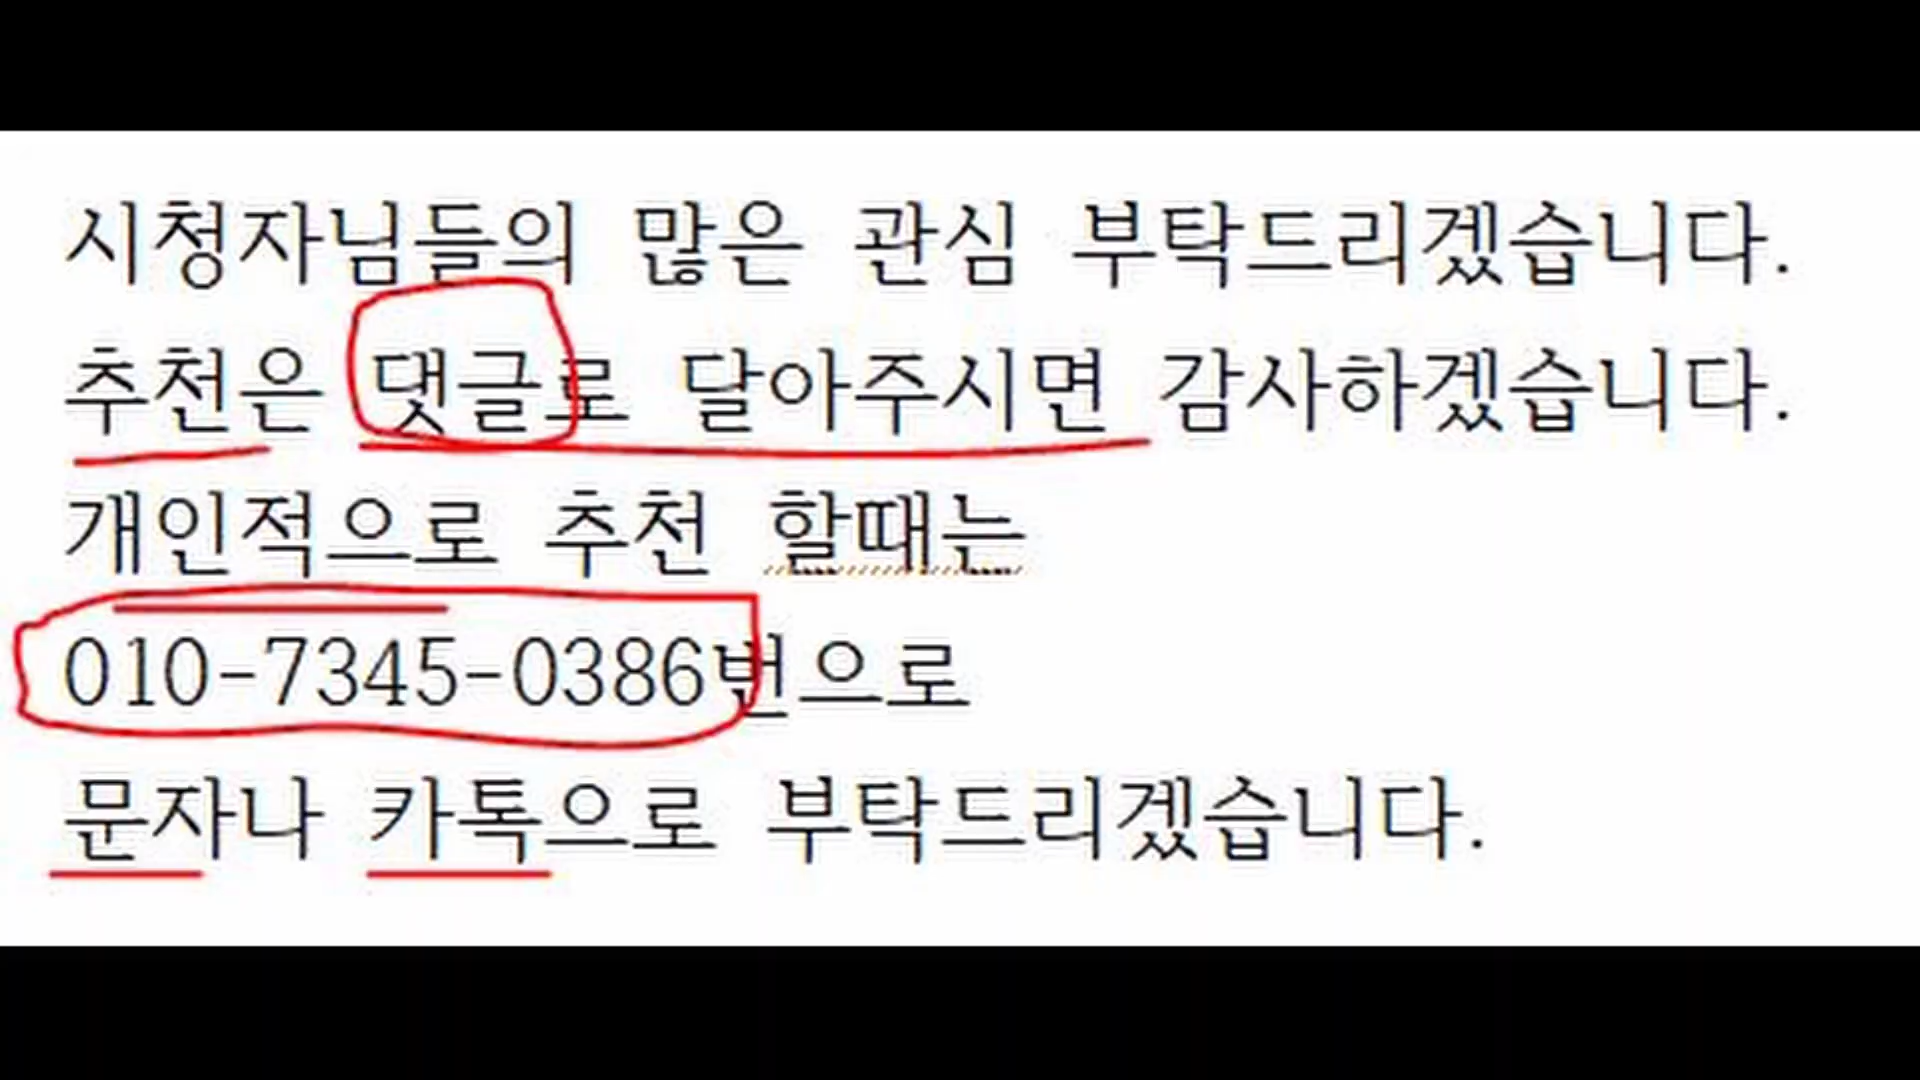 시청자님들의 많은 관심 부탁드리겠습니다.
추천은 댓글로 달아주시면 감사하겠습니다.
개인적으로 추천 할때는
010-7345-0386번으로
문자나 카톡으로 부탁드리겠습니다.